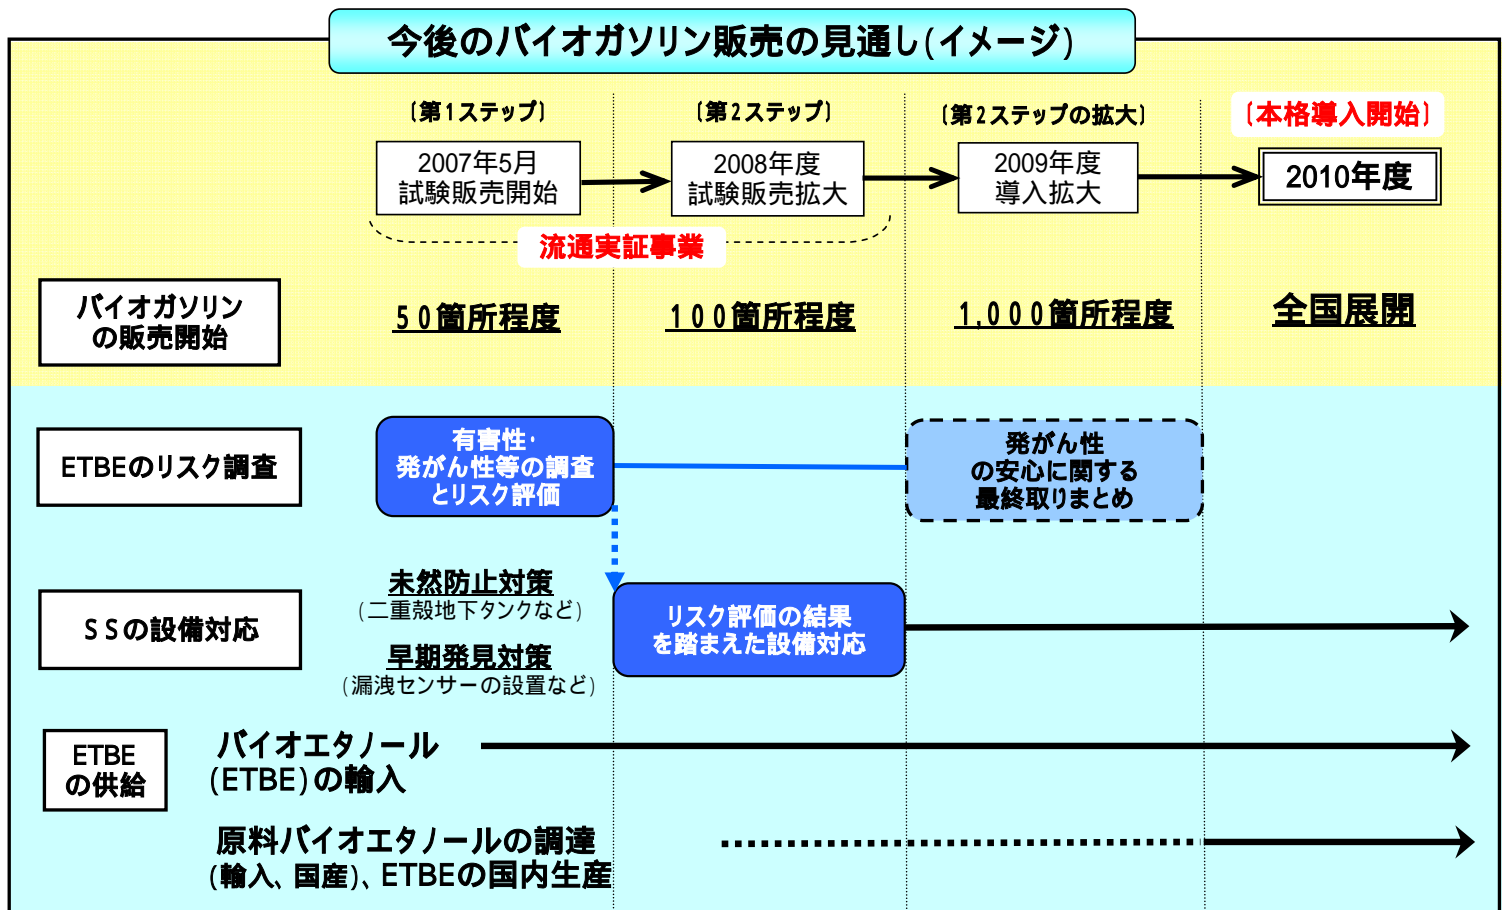 今後のバイオガソリン販売の見通し(イメージ)
〔第1ステップ〕
〔第2ステップ〕
〔第2ステップの拡大〕
〔本格導入開始〕
2007年5月
試験販売開始
2008年度
試験販売拡大
2009年度
導入拡大
2010年度
流通実証事業
バイオガソリン
の販売開始
50箇所程度
100箇所程度
1,000箇所程度
全国展開
ETBEのリスク調査
有害性・
発がん性等の調査
とリスク評価
発がん性
の安心に関する
最終取りまとめ
SSの設備対応
未然防止対策
(二重殻地下タンクなど)
早期発見対策
(漏洩センサーの設置など)
リスク評価の結果
を踏まえた設備対応
ETBE
の供給
バイオエタノール
(ETBE)の輸入
原料バイオエタノールの調達
(輸入、国産)、ETBEの国内生産